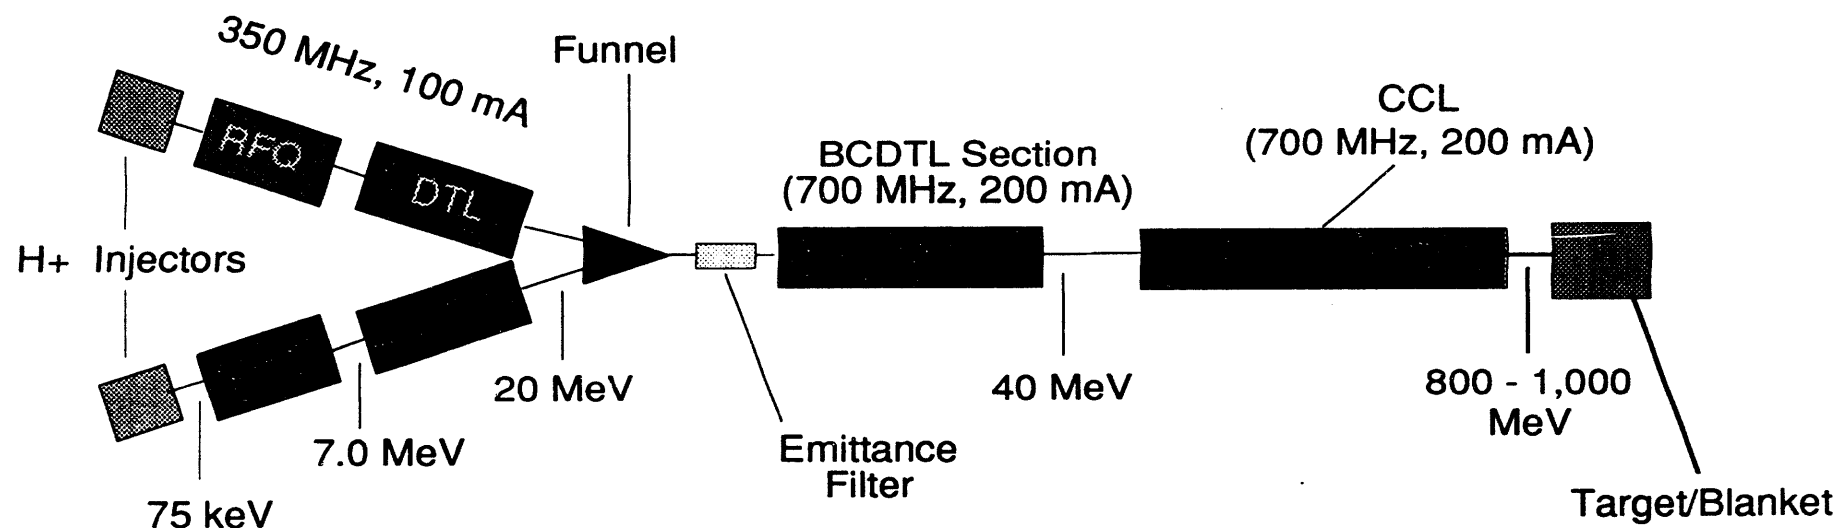 350 MHz, 100 mA
Funnel
CCL
(700 MHz, 200 mA)
RFQ
DTL
BCDTL Section
(700 MHz, 200 mA)
H+ Injectors
20 MeV
40 MeV
800 - 1,000
MeV
7.0 MeV
Emittance
Filter
75 keV
Target/Blanket